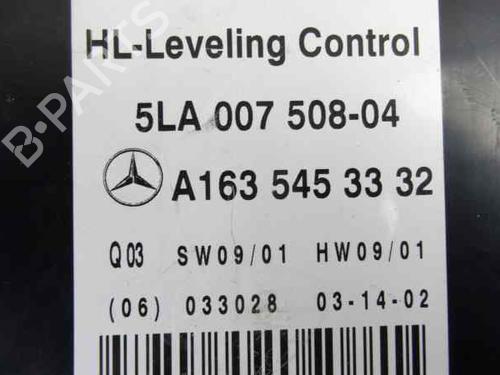 HL-Leveling Control
5LA 007 508-04
A163 545 33 32
Q03 SW09/01 HW09/01
(06) 033028 03-14-02
B-PARTS